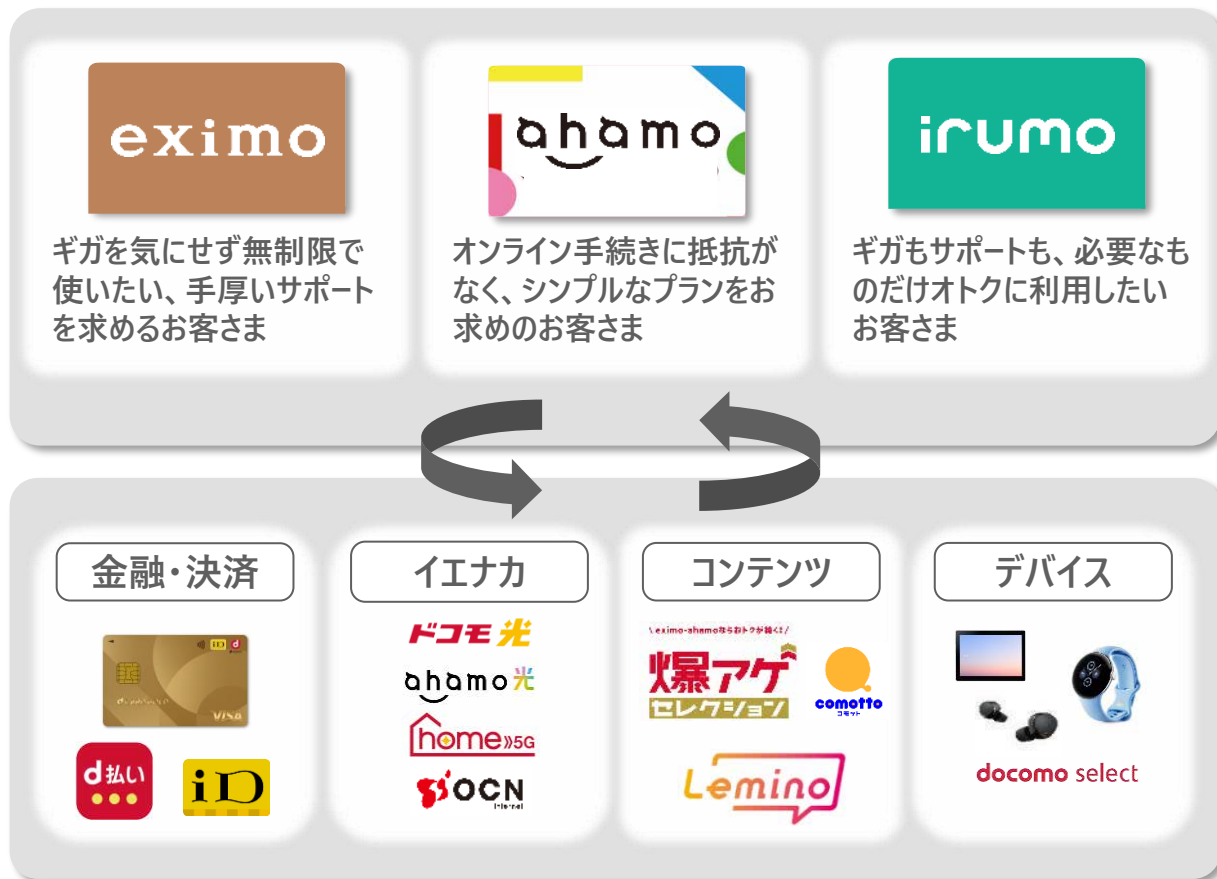 eximo
ahamo
irumo
ギガを気にせず無制限で
使いたい、手厚いサポート
を求めるお客さま
オンライン手続きに抵抗が
なく、シンプルなプランをお
求めのお客さま
ギガもサポートも、必要なも
のだけオトクに利用したい
お客さま
金融・決済
イエナカ
コンテンツ
デバイス
iD d
VISA
d払い
iD
ドコモ光
ahamo光
home 5G
OCN
internet
\eximo・ahamoならおトクが続く!/
爆アゲ
セレクション
comotto
コモット
Lemino
docomo select